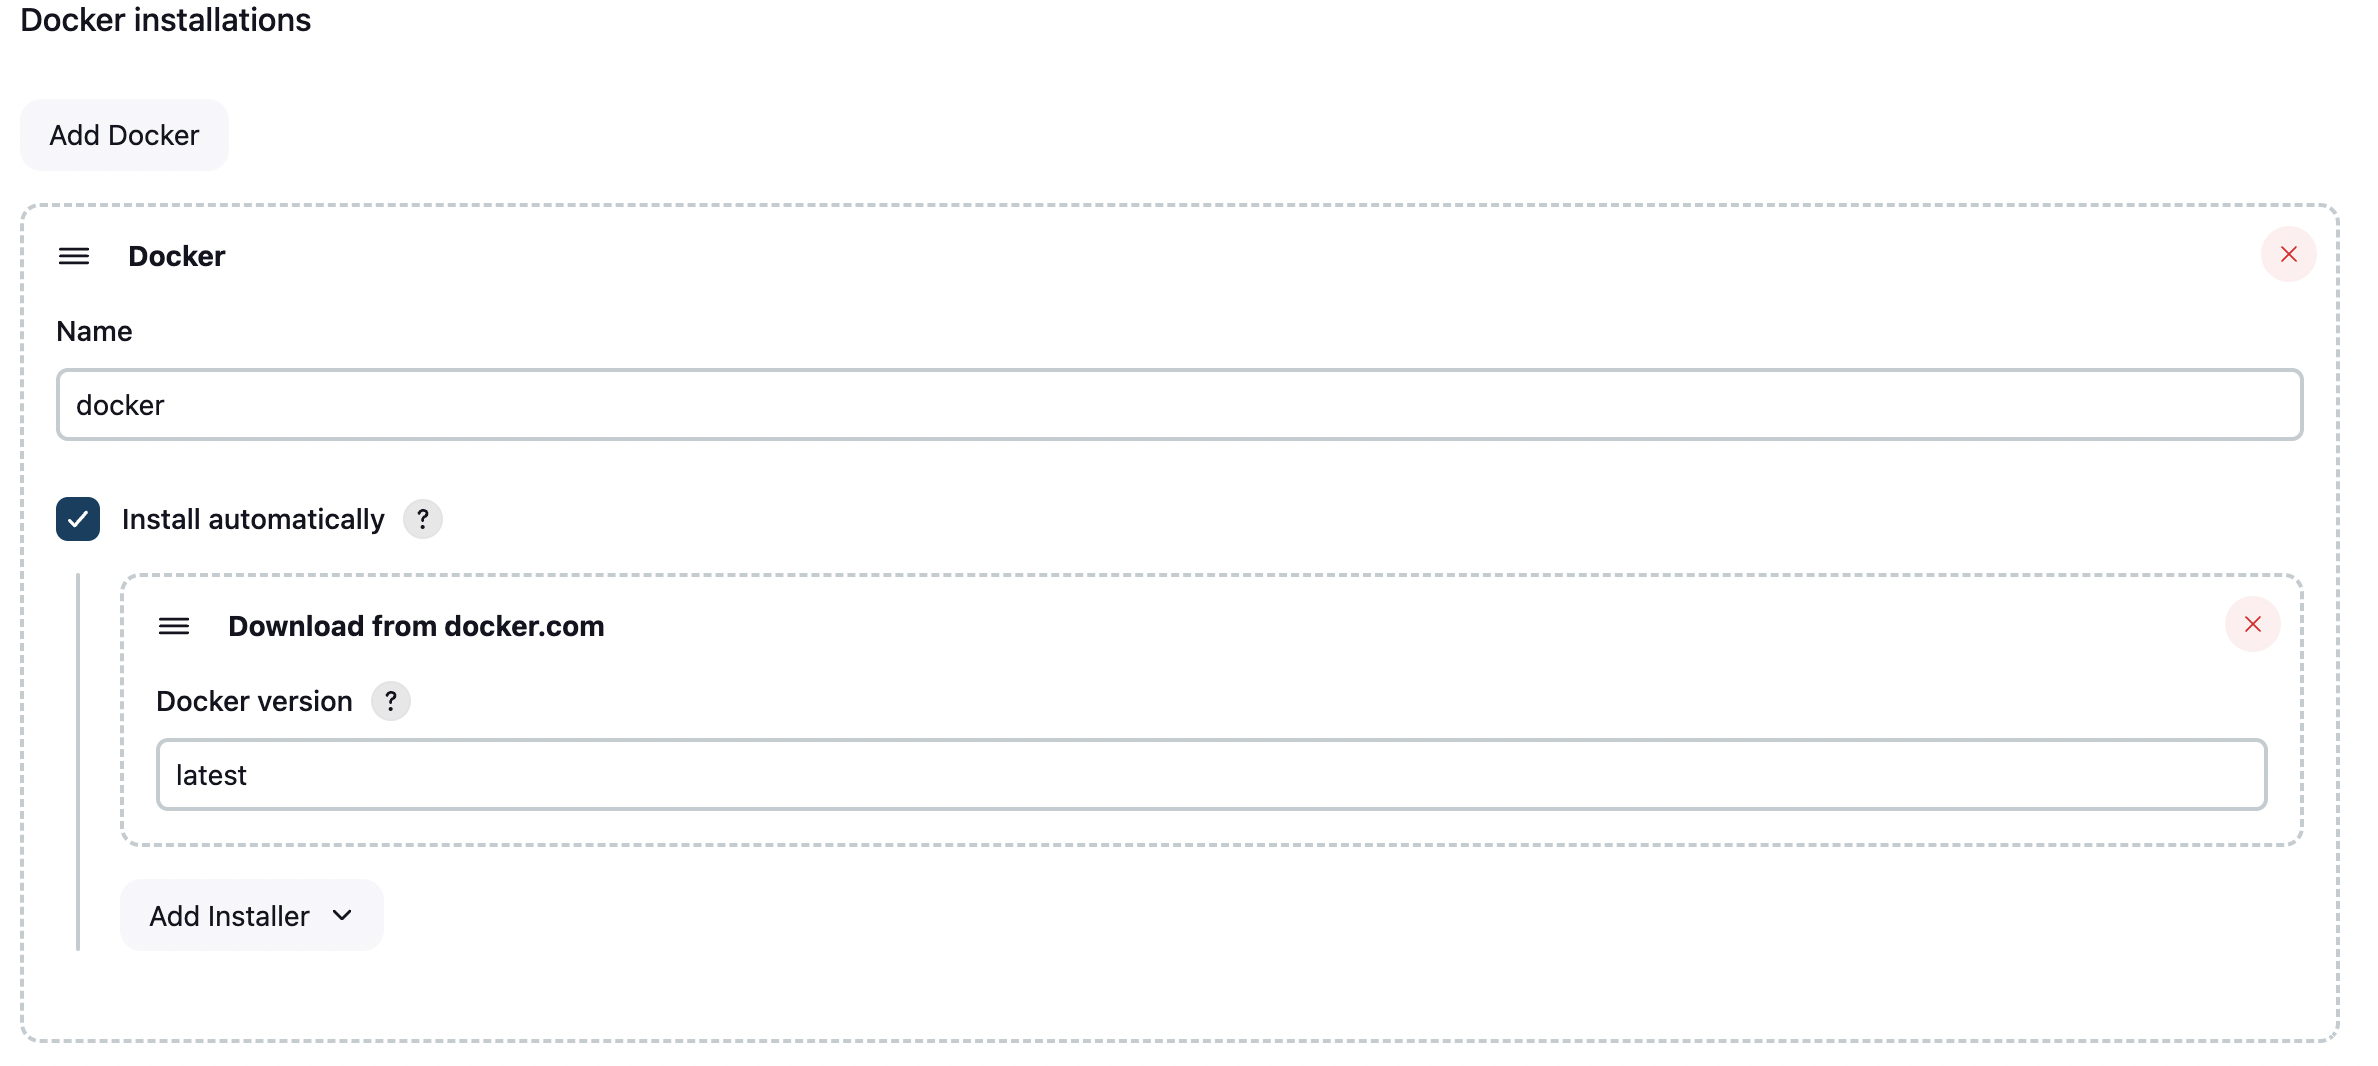 Docker installations
Add Docker
Docker
Name
docker
Install automatically ?
Download from docker.com
Docker version ?
latest
Add Installer